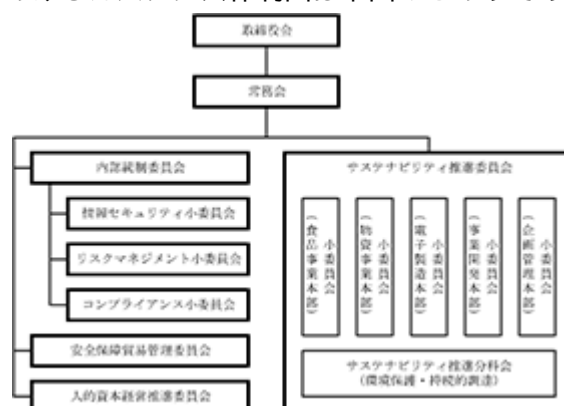 取締役会
常務会
内部統制委員会
情報セキュリティ小委員会
リスクマネジメント小委員会
コンプライアンス小委員会
安全保障貿易管理委員会
人的資本経営推進委員会
サステナビリティ推進委員会
小委員会
(食品事業本部)
小委員会
(物資事業本部)
小委員会
(電子製造本部)
小委員会
(事業開発本部)
小委員会
(企画管理本部)
サステナビリティ推進分科会
(環境保護・持続的調達)